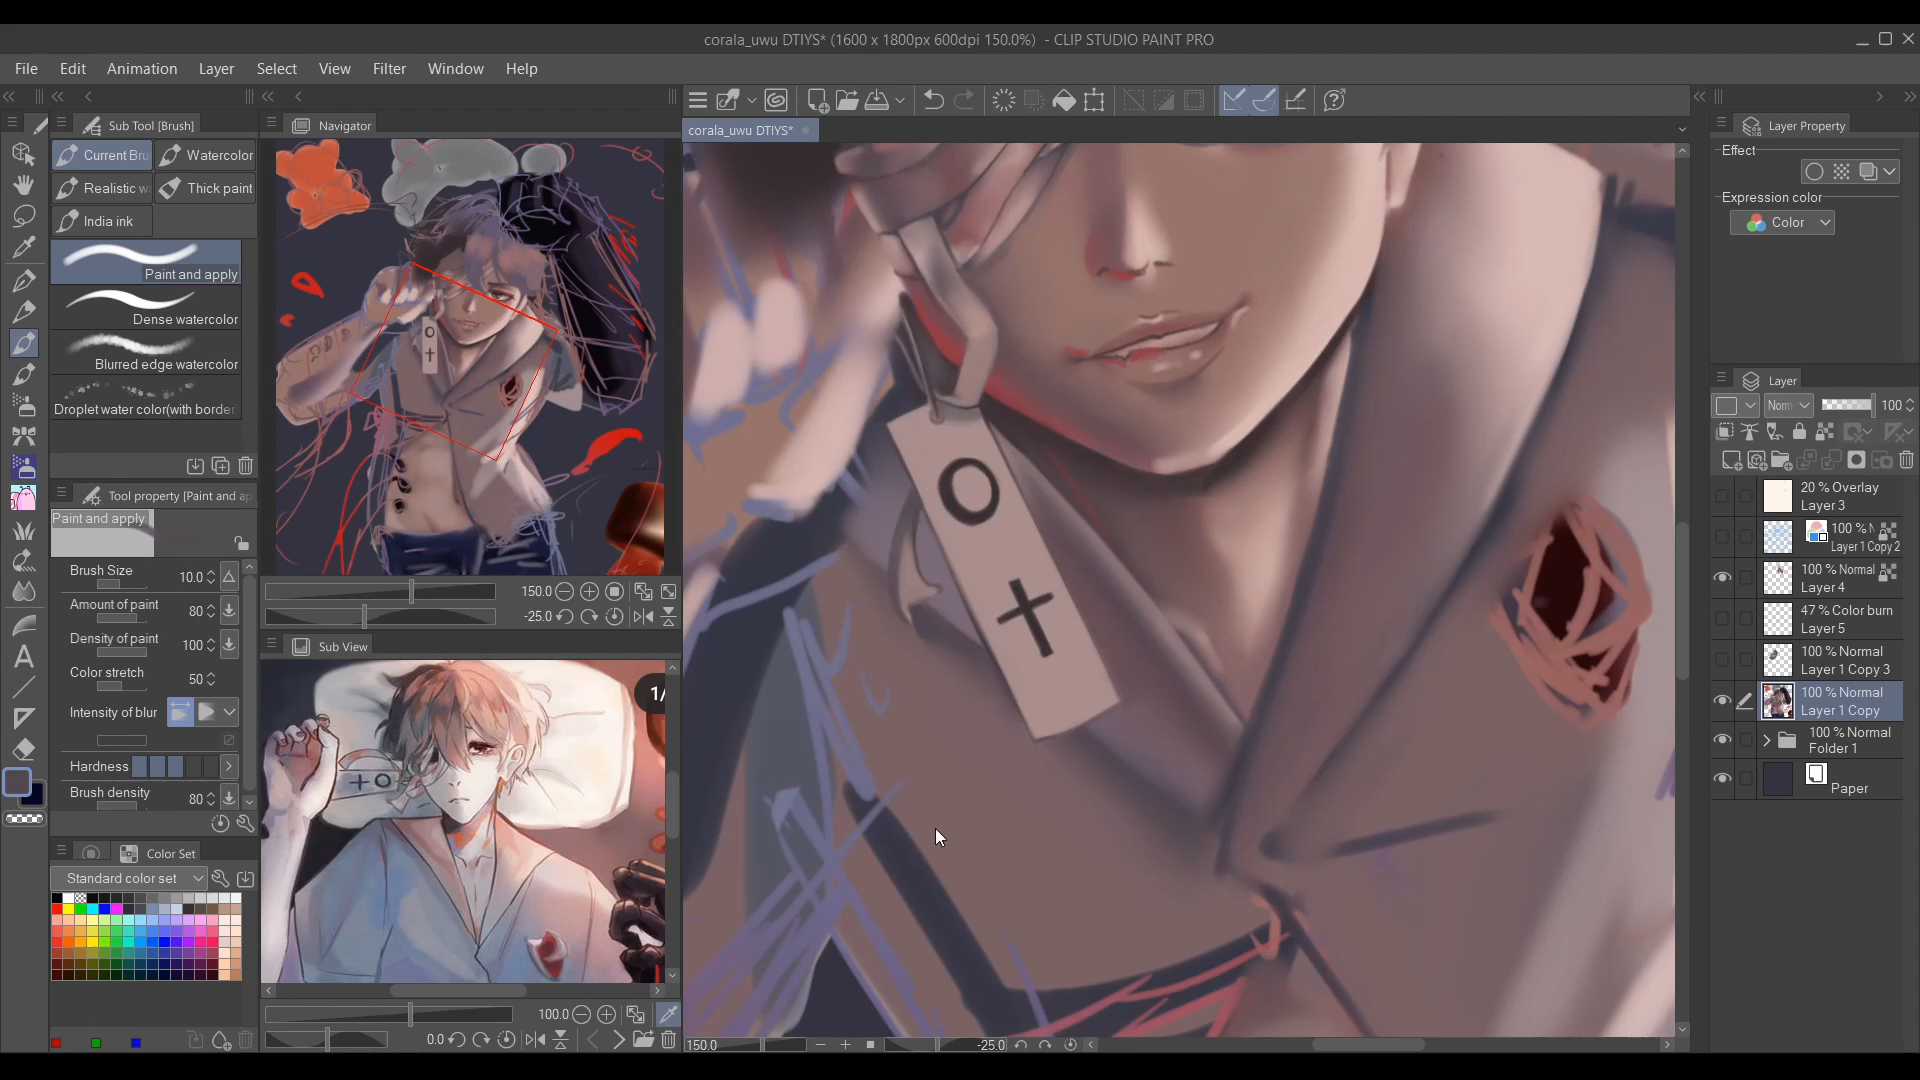 corala_uwu DTIYS* (1600 x 1800px 600dpi 150.0%)  - CLIP STUDIO PAINT PRO
File Edit Animation Layer Select View Filter Window Help
Sub Tool [Brush]
Current Bru
Watercolor
Realistic w
Thick paint
India ink
Paint and apply
Dense watercolor
Blurred edge watercolor
Droplet water color(with border
Tool property [Paint and ap
Paint and apply
Brush Size 10.0
Amount of paint 80
Density of paint 100
Color stretch 50
Intensity of blur
Hardness
Brush density 80
Color Set
Standard color set
Navigator
150.0
-25.0
Sub View
1/
100.0
0.0
corala_uwu DTIYS*
150.0
-25.0
Layer Property
Effect
Expression color
Color
Layer
Norm
100
20 % Overlay
Layer 3
100 % N
Layer 1 Copy 2
100 % Normal
Layer 4
47 % Color burn
Layer 5
100 % Normal
Layer 1 Copy 3
100 % Normal
Layer 1 Copy
100 % Normal
Folder 1
Paper